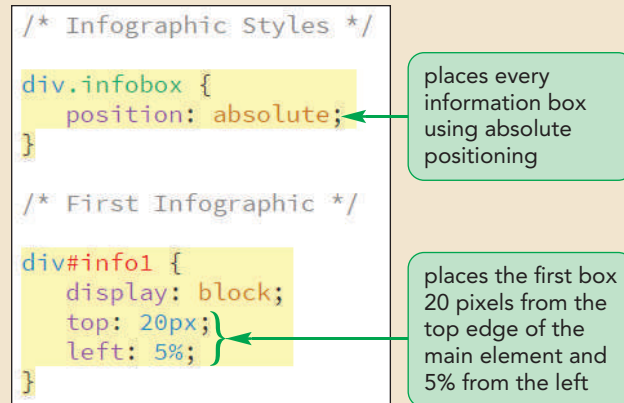 /* Infographic Styles */
div.infobox {
position: absolute;
}
places every
information box
using absolute
positioning
/* First Infographic */
div#info1 {
display: block;
top: 20px;
left: 5%;
}
places the first box
20 pixels from the
top edge of the
main element and
5% from the left